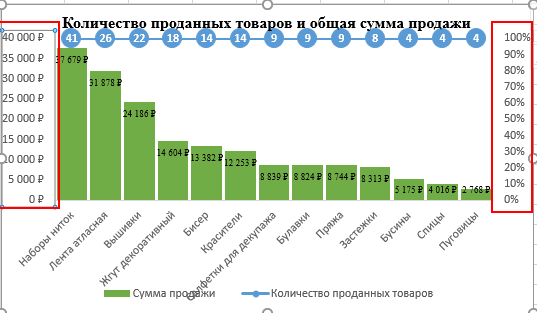 Количество проданных товаров и общая сумма продажи
40 000 ₽
35 000 ₽
30 000 ₽
25 000 ₽
20 000 ₽
15 000 ₽
10 000 ₽
5 000 ₽
0 ₽
41 26 22 18 14 14 9 9 9 8 4 4 4
37 679 ₽
31 878 ₽
24 186 ₽
14 604 ₽
13 382 ₽
12 253 ₽
8 839 ₽
8 824 ₽
8 744 ₽
8 313 ₽
5 175 ₽
4 016 ₽
2 768 ₽
100%
90%
80%
70%
60%
50%
40%
30%
20%
10%
0%
Наборы ниток
Лента атласная
Вышивки
Жгут декоративный
Бисер
Красители
Салфетки для декупажа
Булавки
Пряжа
Застежки
Бусины
Спицы
Пуговицы
Сумма продажи
Количество проданных товаров